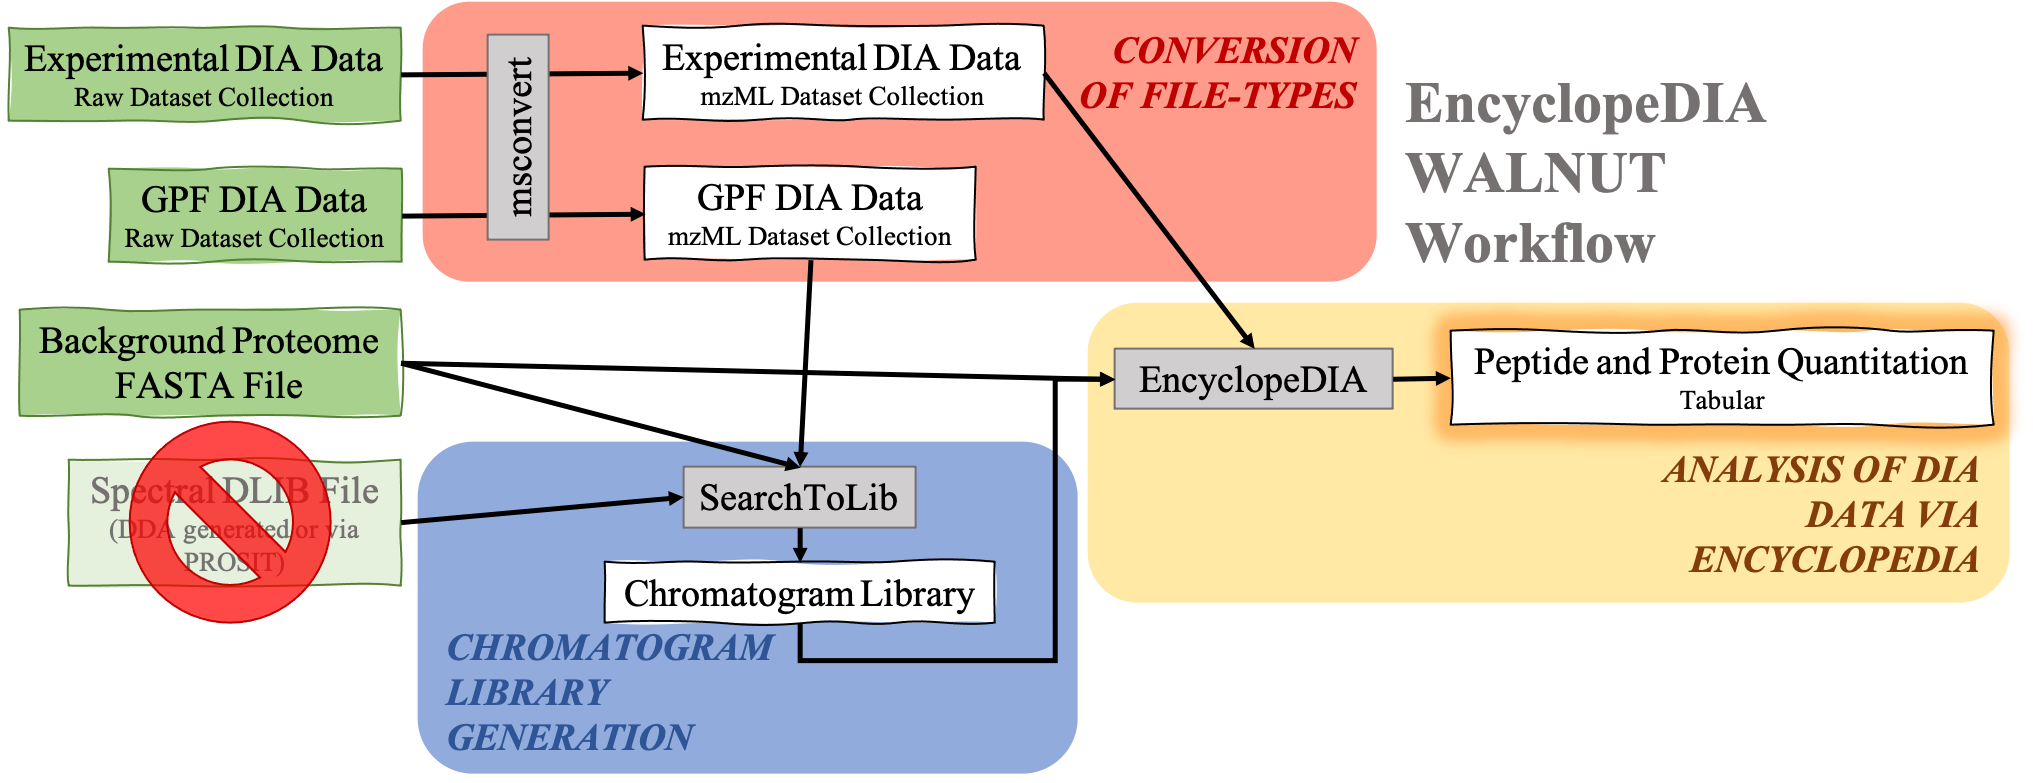 Experimental DIA Data
Raw Dataset Collection
msconvert
Experimental DIA Data
mzML Dataset Collection
CONVERSION
OF FILE-TYPES
EncyclopeDIA
WALNUT
Workflow
GPF DIA Data
Raw Dataset Collection
GPF DIA Data
mzML Dataset Collection
Background Proteome
FASTA File
EncyclopeDIA
Peptide and Protein Quantitation
Tabular
ANALYSIS OF DIA
DATA VIA
ENCYCLOPEDIA
Spectral DLIB File
(DDA generated or via
PROSIT)
SearchToLib
Chromatogram Library
CHROMATOGRAM
LIBRARY
GENERATION